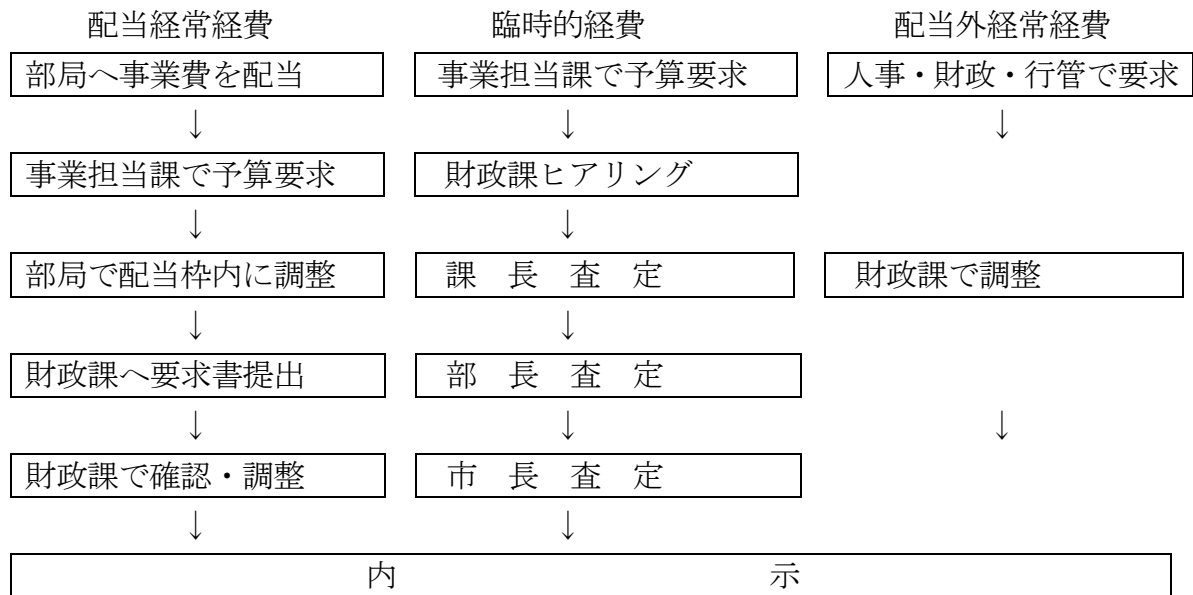 配当経常経費 臨時的経費 配当外経常経費
部局へ事業費を配当 事業担当課で予算要求 人事・財政・行管で要求
↓ ↓ ↓
事業担当課で予算要求 財政課ヒアリング
↓ ↓
部局で配当枠内に調整 課 長 査 定 財政課で調整
↓ ↓
財政課へ要求書提出 部 長 査 定
↓ ↓ ↓
財政課で確認・調整 市 長 査 定
↓ ↓
内 示